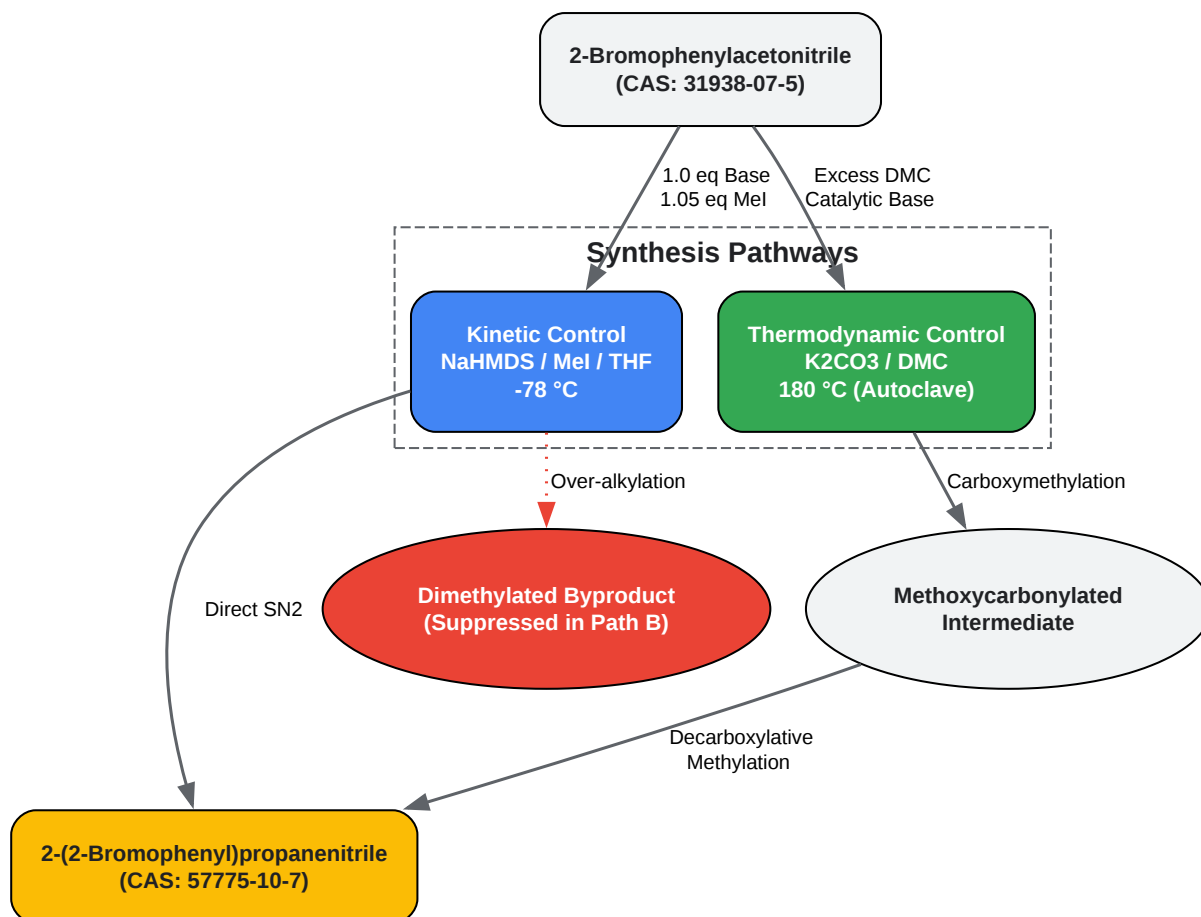 2-Bromophenylacetonitrile
(CAS: 31938-07-5)
1.0 eq Base
1.05 eq MeI
Excess DMC
Catalytic Base
Synthesis Pathways
Kinetic Control
NaHMDS / MeI / THF
-78 °C
Thermodynamic Control
K2CO3 / DMC
180 °C (Autoclave)
Over-alkylation
Carboxymethylation
Direct SN2
Dimethylated Byproduct
(Suppressed in Path B)
Methoxycarbonylated
Intermediate
Decarboxylative
Methylation
2-(2-Bromophenyl)propanenitrile
(CAS: 57775-10-7)